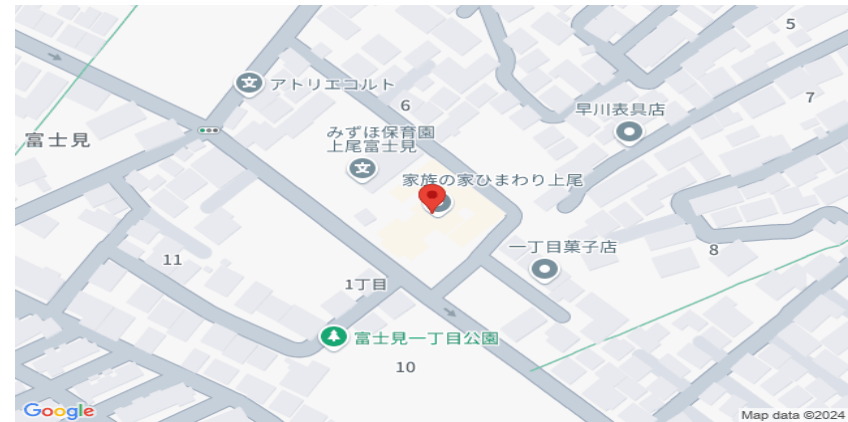 5
アトリエコルト
6
7
早川表具店
富士見
みずほ保育園
上尾富士見
家族の家ひまわり上尾
一丁目菓子店
8
11
1丁目
富士見一丁目公園
10
Google
Map data ©2024